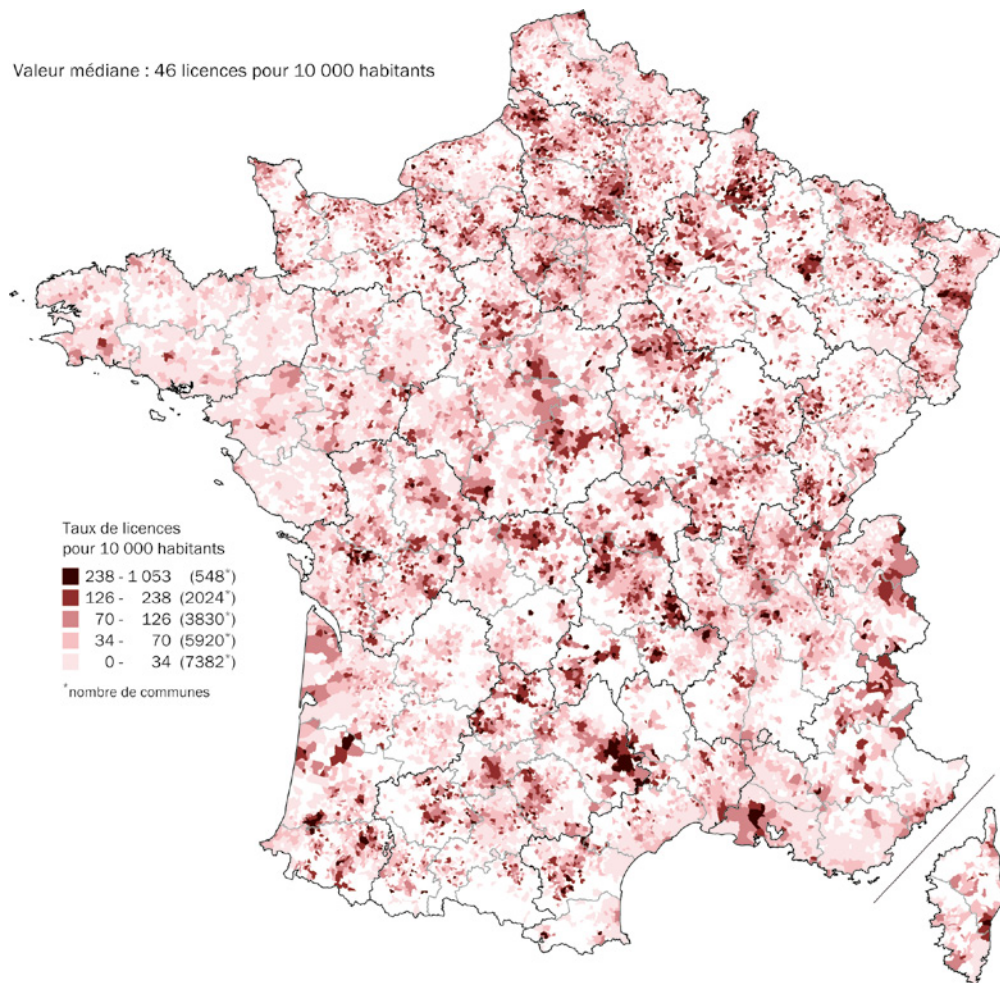 Valeur médiane : 46 licences pour 10 000 habitants
Taux de licences
pour 10 000 habitants
238 - 1 053 (548*)
126 - 238 (2024*)
70 - 126 (3830*)
34 - 70 (5920*)
0 - 34 (7382*)
*nombre de communes